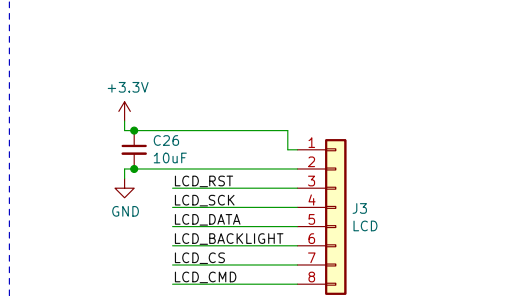 +3.3V
C26
10uF
GND
1
2
LCD_RST 3
LCD_SCK 4
LCD_DATA 5
LCD_BACKLIGHT 6
LCD_CS 7
LCD_CMD 8
J3
LCD